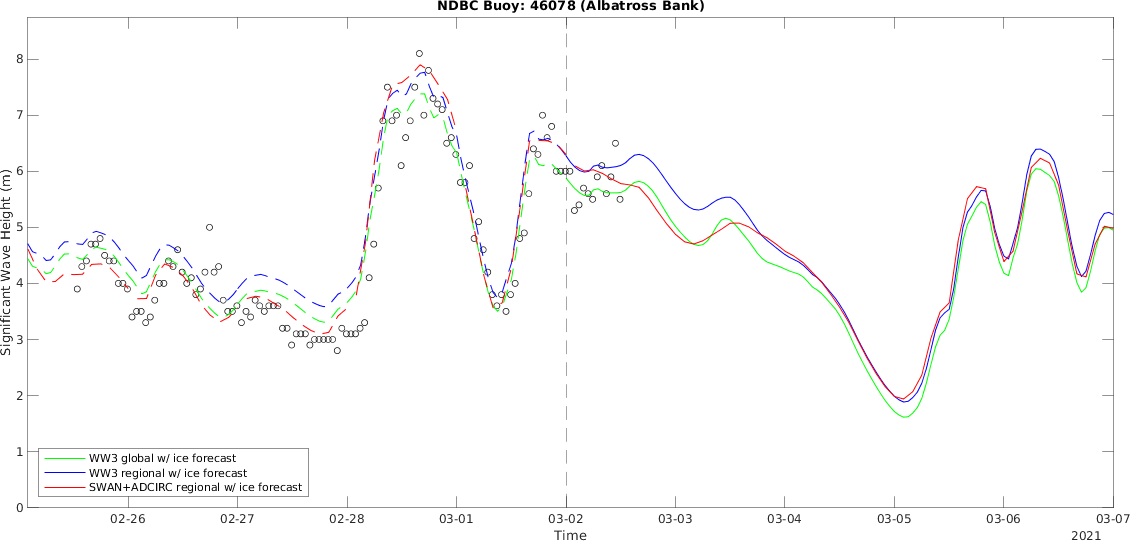 NDBC Buoy: 46078 (Albatross Bank)
Significant Wave Height (m)
8
7
6
5
4
3
2
1
0
WW3 global w/ ice forecast
WW3 regional w/ ice forecast
SWAN+ADCIRC regional w/ ice forecast
02-26 02-27 02-28 03-01 03-02 03-03 03-04 03-05 03-06 03-07
Time
2021